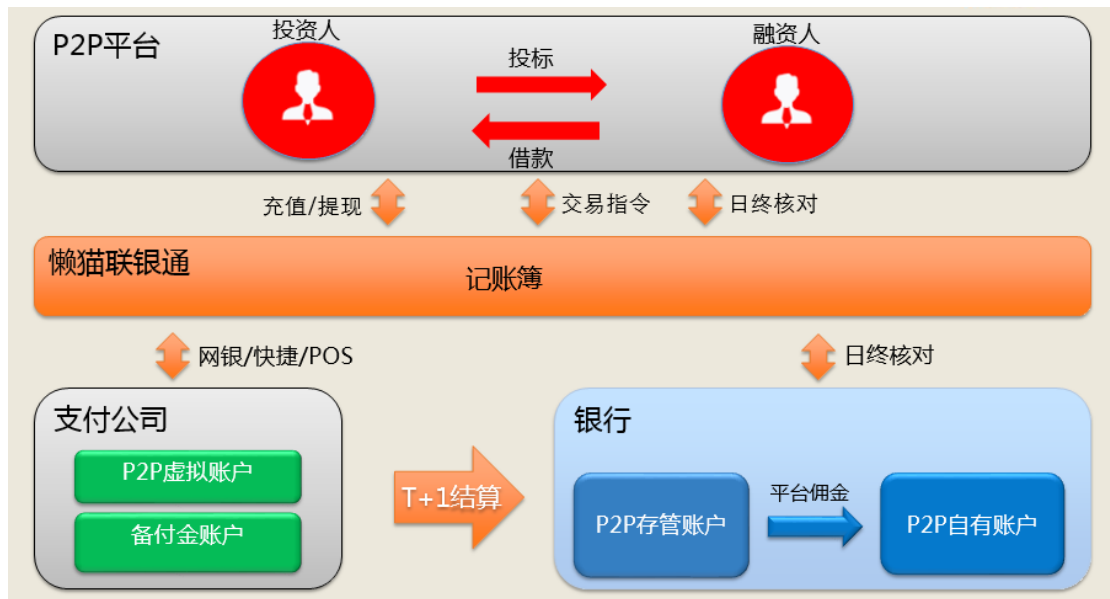 P2P平台
投资人
融资人
投标
借款
充值/提现
交易指令
日终核对
懒猫联银通
记账簿
网银/快捷/POS
日终核对
支付公司
P2P虚拟账户
备付金账户
T+1结算
银行
P2P存管账户
平台佣金
P2P自有账户